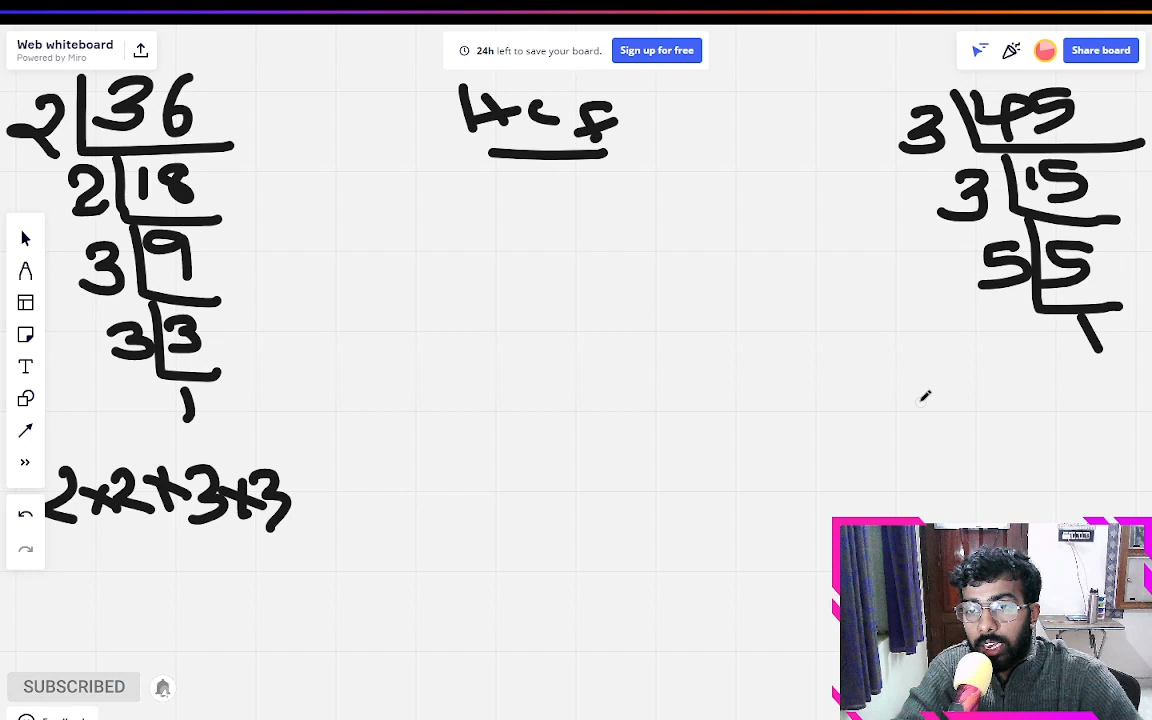 Web whiteboard
Powered by Miro
24h left to save your board.
Sign up for free
Share board
2 36
2 18
3 9
3 3
1
2×2×3×3
HCF
3 45
3 15
5 5
1
SUBSCRIBED